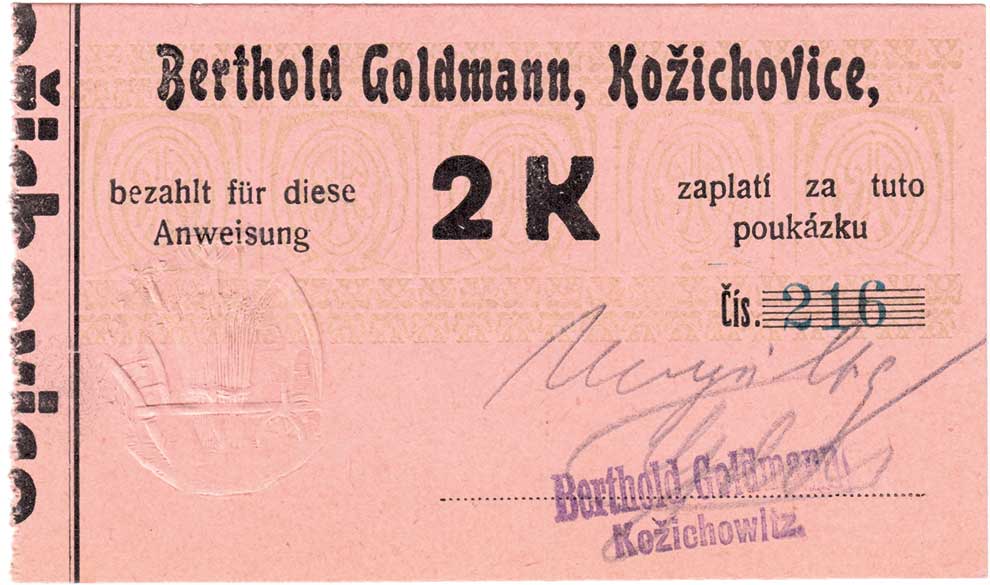 Berthold Goldmann, Kožichovice,
bezahlt für diese
Anweisung
2 K
zaplatí za tuto
poukázku
Čís. 216
Berthold Goldmann,
Kožichowitz.